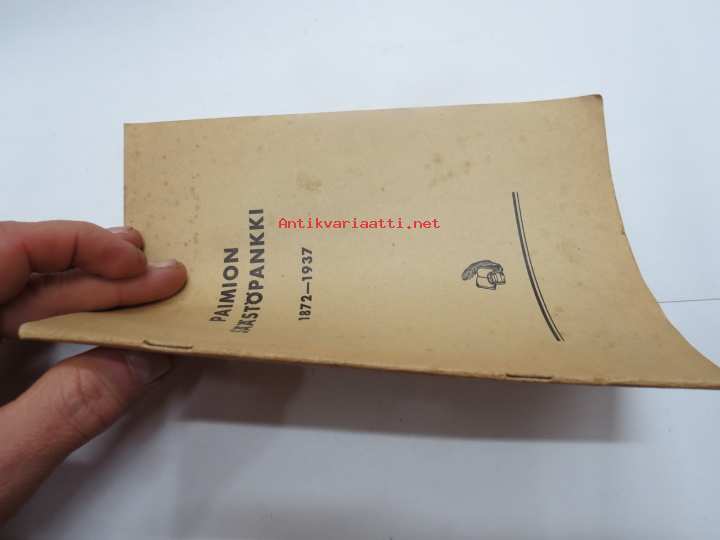 PAIMION
SÄÄSTÖPANKKI
1872—1937
Antikvariaatti.net